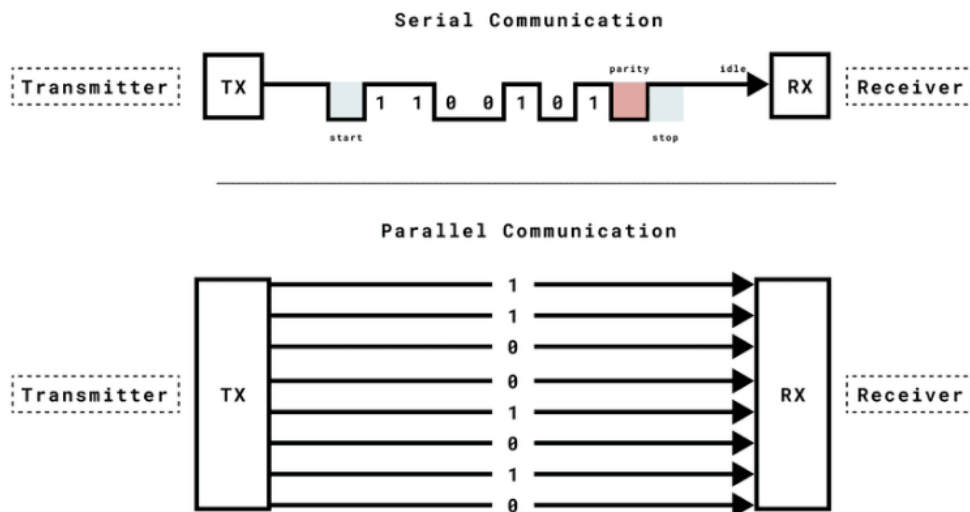 Serial Communication
Transmitter TX 1 1 0 0 1 0 1 parity idle RX Receiver
start stop
Parallel Communication
1
1
0
0
Transmitter TX RX Receiver
1
0
1
0